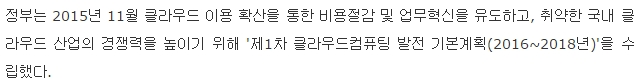 정부는 2015년 11월 클라우드 이용 확산을 통한 비용절감 및 업무혁신을 유도하고, 취약한 국내 클
라우드 산업의 경쟁력을 높이기 위해 '제1차 클라우드컴퓨팅 발전 기본계획(2016~2018년)'을 수
립했다.